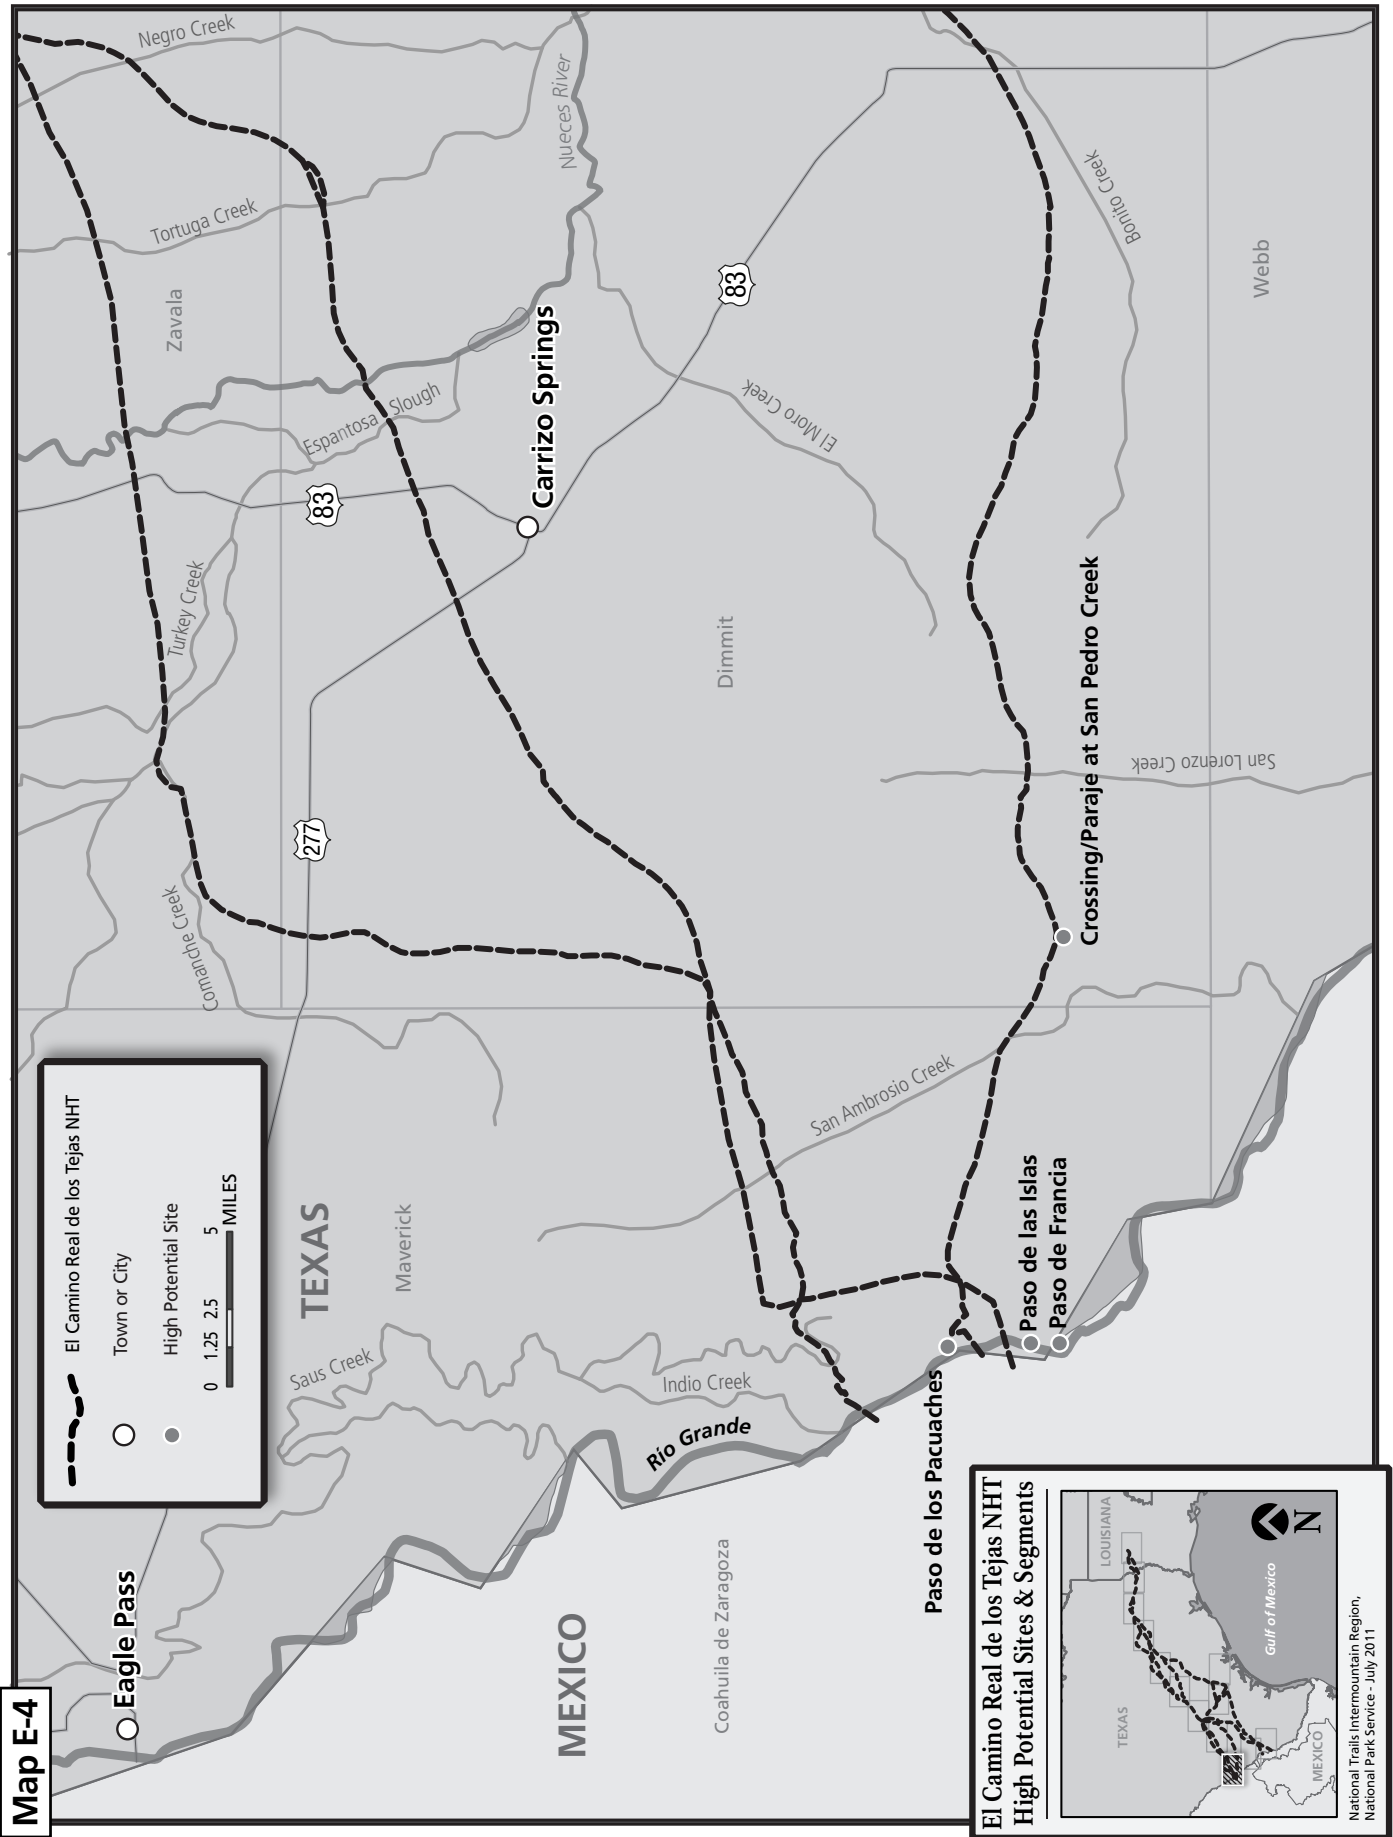 Map E-4
Eagle Pass
El Camino Real de los Tejas NHT
Town or City
High Potential Site
0 1.25 2.5 5
MILES
Negro Creek
Tortuga Creek
Zavala
Nueces River
Espantosa Slough
83
Turkey Creek
Carrizo Springs
83
El Moro Creek
Bonito Creek
Webb
Dimmit
277
Comanche Creek
TEXAS
Maverick
Saus Creek
Indio Creek
Rio Grande
San Ambrosio Creek
San Lorenzo Creek
Crossing/Paraje at San Pedro Creek
Paso de las Islas
Paso de Francia
Paso de los Pacuaches
MEXICO
Coahuila de Zaragoza
El Camino Real de los Tejas NHT
High Potential Sites & Segments
LOUISIANA
TEXAS
Gulf of Mexico
MEXICO
N
National Trails Intermountain Region,
National Park Service - July 2011